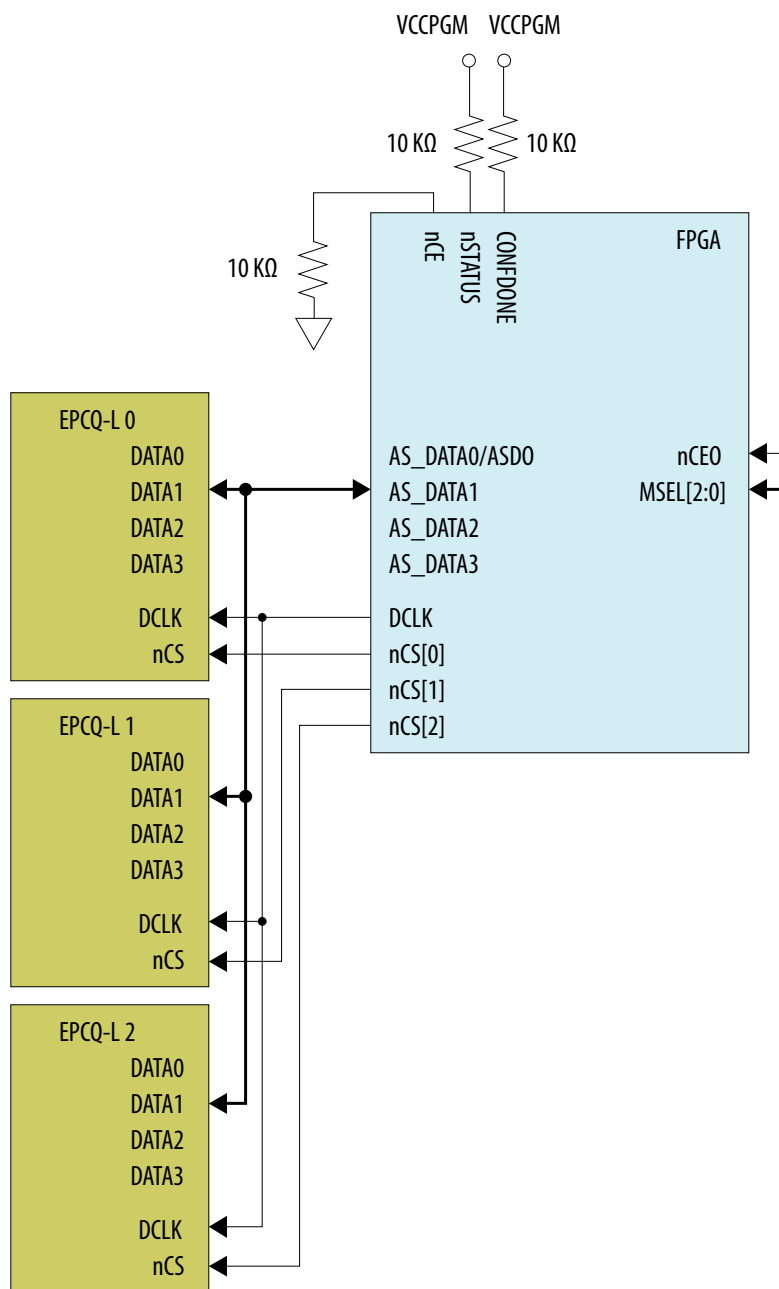 VCCPGM VCCPGM
10 KΩ 10 KΩ
10 KΩ
nCE
nSTATUS
CONFDONE
FPGA
EPCQ-L 0
DATA0
DATA1
DATA2
DATA3
DCLK
nCS
AS_DATA0/ASDO
AS_DATA1
AS_DATA2
AS_DATA3
DCLK
nCS[0]
nCS[1]
nCS[2]
nCEO
MSEL[2:0]
EPCQ-L 1
DATA0
DATA1
DATA2
DATA3
DCLK
nCS
EPCQ-L 2
DATA0
DATA1
DATA2
DATA3
DCLK
nCS